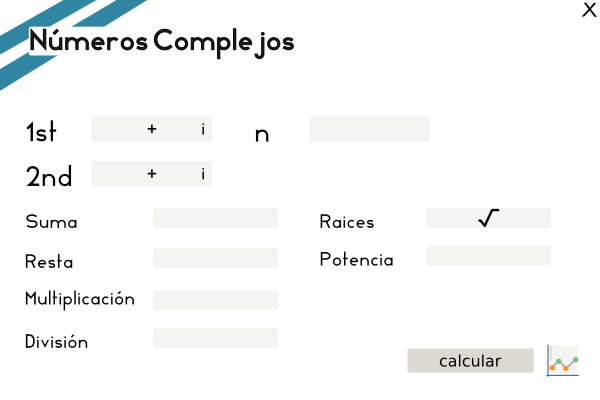 X
Números Complejos
1st + i n
2nd + i
Suma Raices √
Resta Potencia
Multiplicación
División
calcular